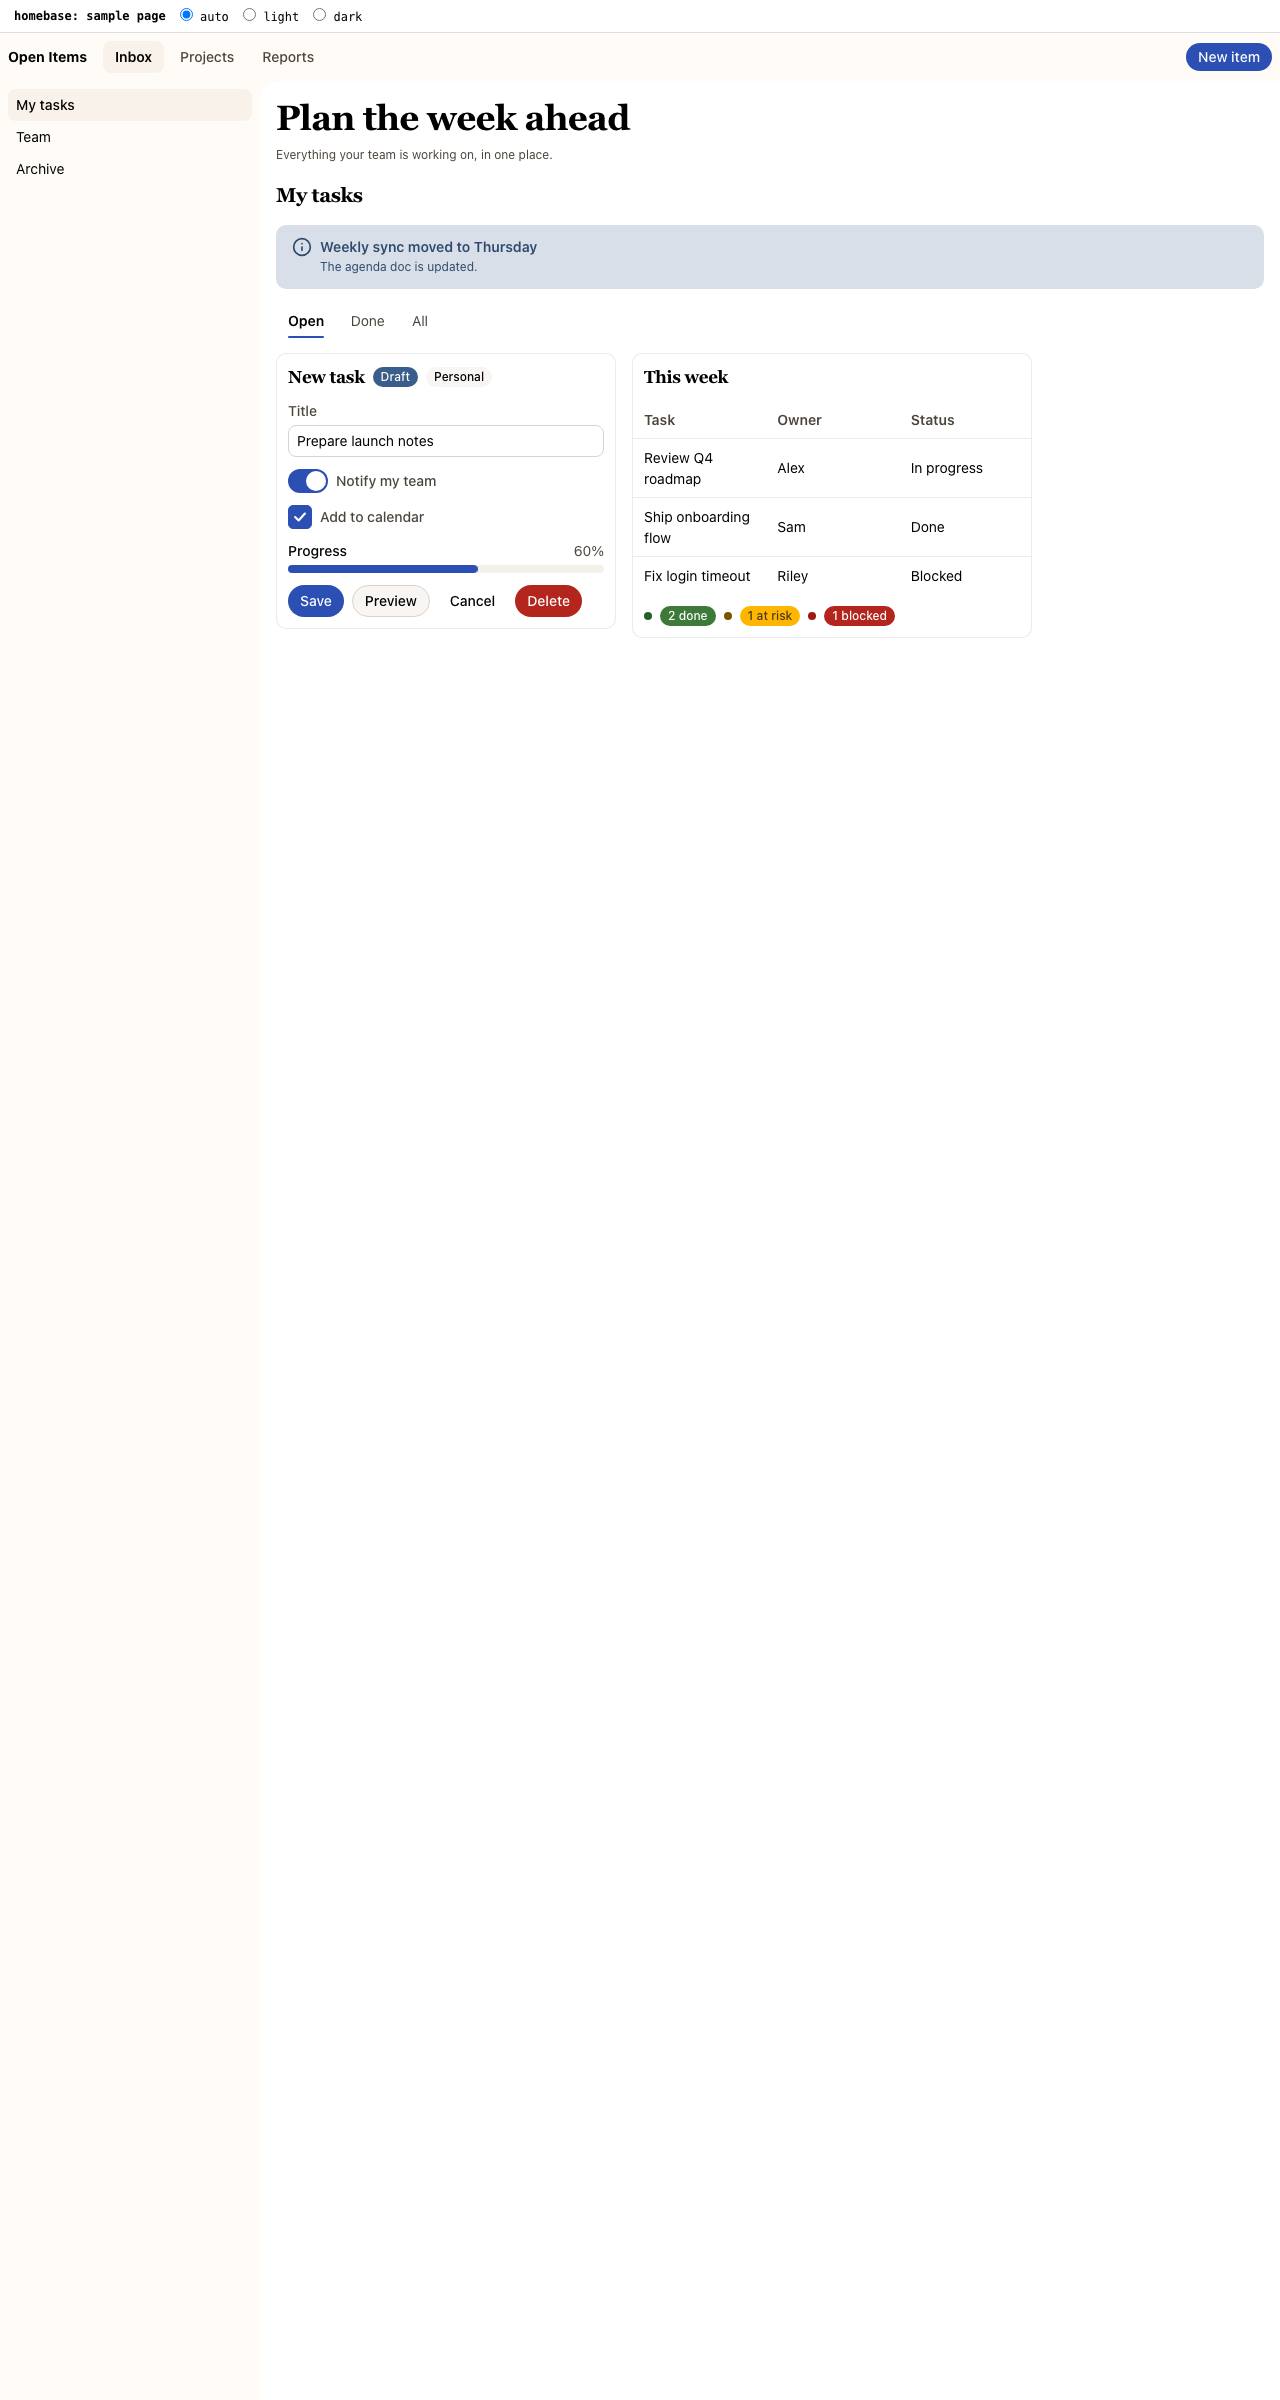 homebase: sample page auto light dark
Open Items Inbox Projects Reports New item
My tasks
Team
Archive
Plan the week ahead
Everything your team is working on, in one place.
My tasks
Weekly sync moved to Thursday
The agenda doc is updated.
Open Done All
New task Draft Personal
Title
Prepare launch notes
Notify my team
Add to calendar
Progress 60%
Save Preview Cancel Delete
This week
Task Owner Status
Review Q4
roadmap
Alex In progress
Ship onboarding
flow
Sam Done
Fix login timeout Riley Blocked
2 done 1 at risk 1 blocked